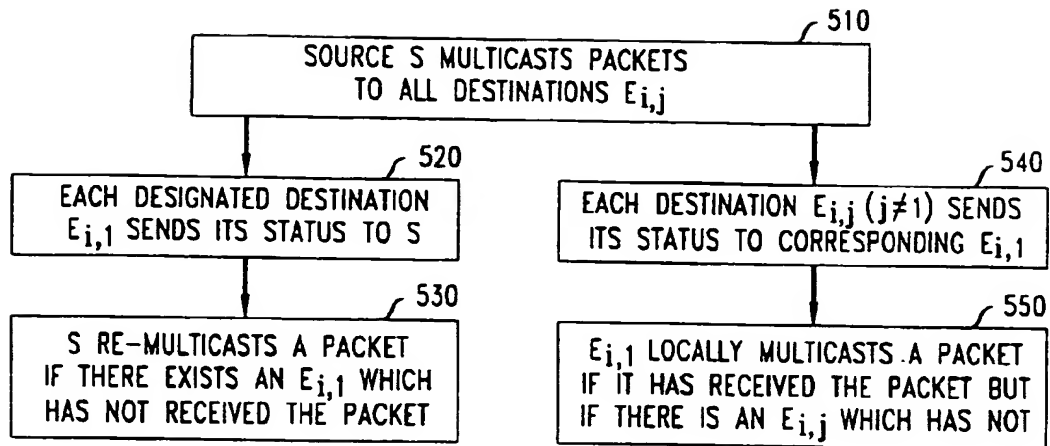 510
SOURCE S MULTICASTS PACKETS
TO ALL DESTINATIONS Ei,j
520
EACH DESIGNATED DESTINATION
Ei,1 SENDS ITS STATUS TO S
530
S RE-MULTICASTS A PACKET
IF THERE EXISTS AN Ei,1 WHICH
HAS NOT RECEIVED THE PACKET
540
EACH DESTINATION Ei,j (j≠1) SENDS
ITS STATUS TO CORRESPONDING Ei,1
550
Ei,1 LOCALLY MULTICASTS A PACKET
IF IT HAS RECEIVED THE PACKET BUT
IF THERE IS AN Ei,j WHICH HAS NOT